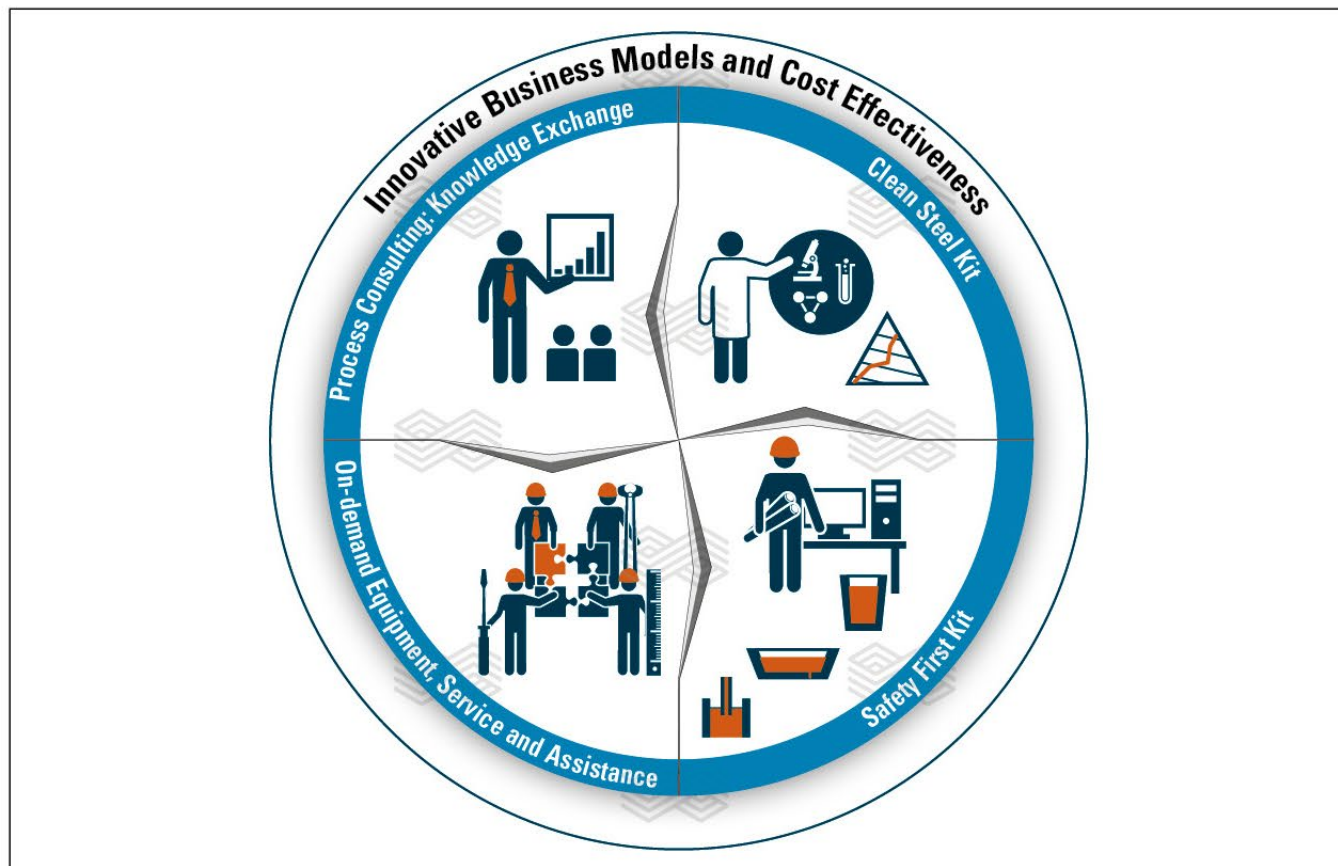 Innovative Business Models and Cost Effectiveness
Process Consulting: Knowledge Exchange
Clean Steel Kit
On-demand Equipment, Service and Assistance
Safety First Kit